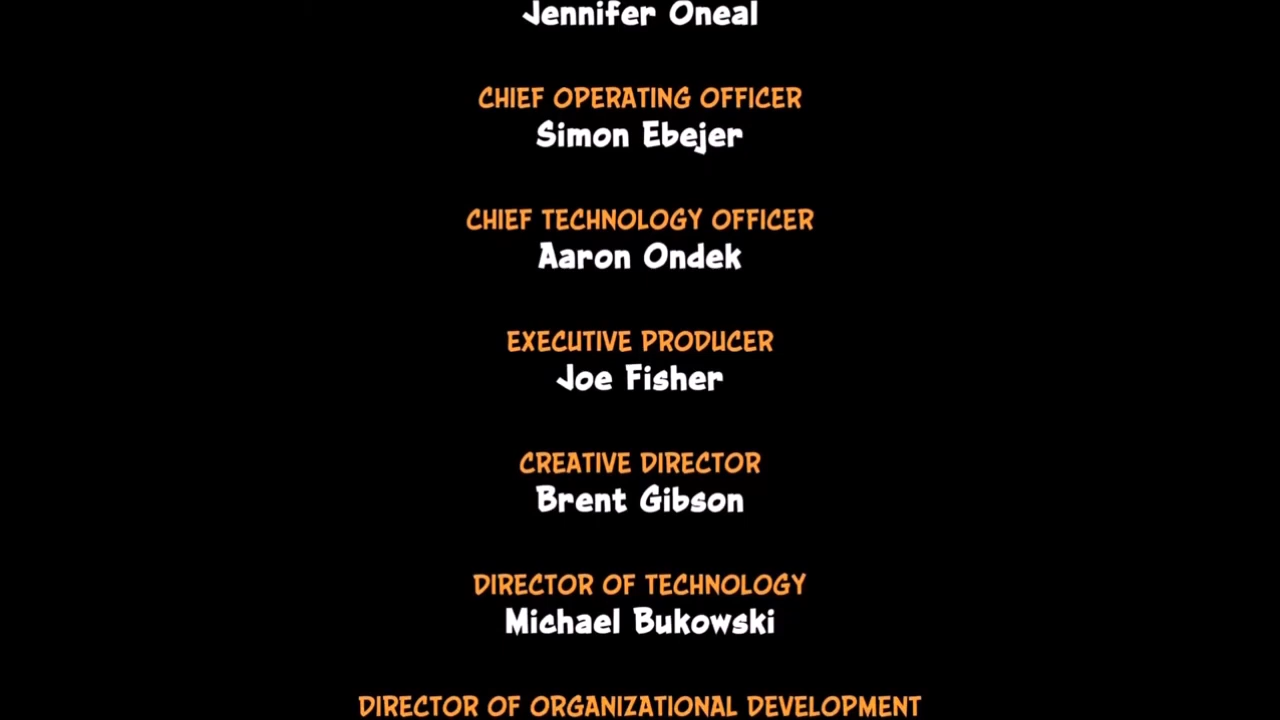 Jennifer Oneal
CHIEF OPERATING OFFICER
Simon Ebejer
CHIEF TECHNOLOGY OFFICER
Aaron Ondek
EXECUTIVE PRODUCER
Joe Fisher
CREATIVE DIRECTOR
Brent Gibson
DIRECTOR OF TECHNOLOGY
Michael Bukowski
DIRECTOR OF ORGANIZATIONAL DEVELOPMENT